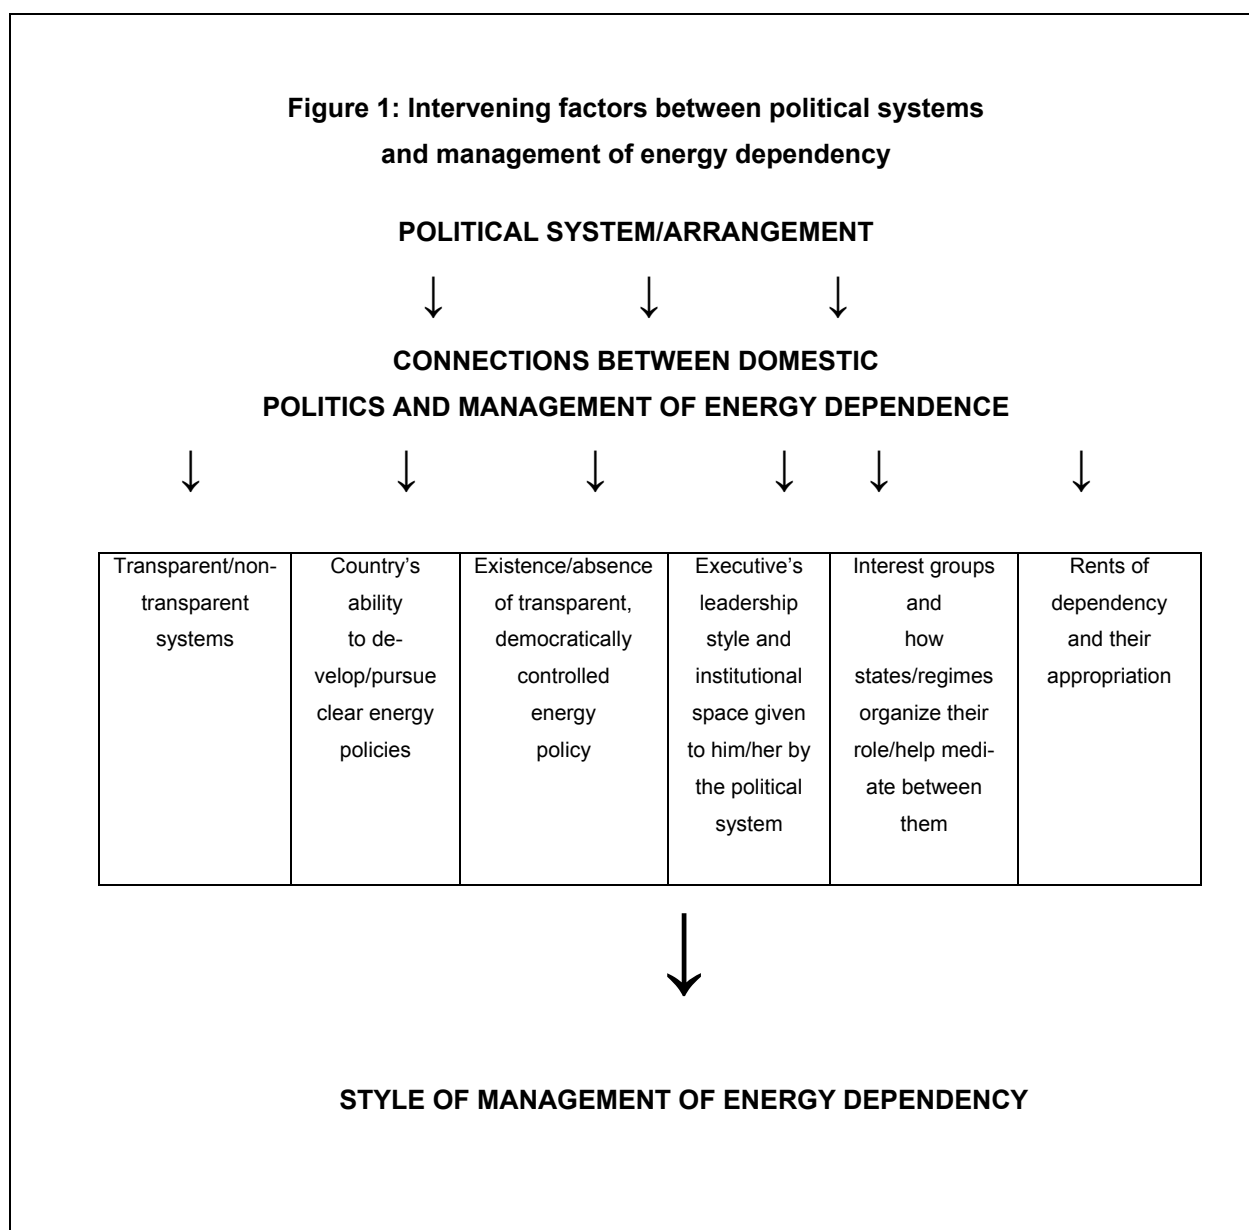 Figure 1: Intervening factors between political systems
and management of energy dependency
POLITICAL SYSTEM/ARRANGEMENT
↓ ↓ ↓
CONNECTIONS BETWEEN DOMESTIC
POLITICS AND MANAGEMENT OF ENERGY DEPENDENCE
↓ ↓ ↓ ↓ ↓ ↓
Transparent/non-
transparent
systems
Country’s
ability
to de-
velop/pursue
clear energy
policies
Existence/absence
of transparent,
democratically
controlled
energy
policy
Executive’s
leadership
style and
institutional
space given
to him/her by
the political
system
Interest groups
and
how
states/regimes
organize their
role/help medi-
ate between
them
Rents of
dependency
and their
appropriation
↓
STYLE OF MANAGEMENT OF ENERGY DEPENDENCY